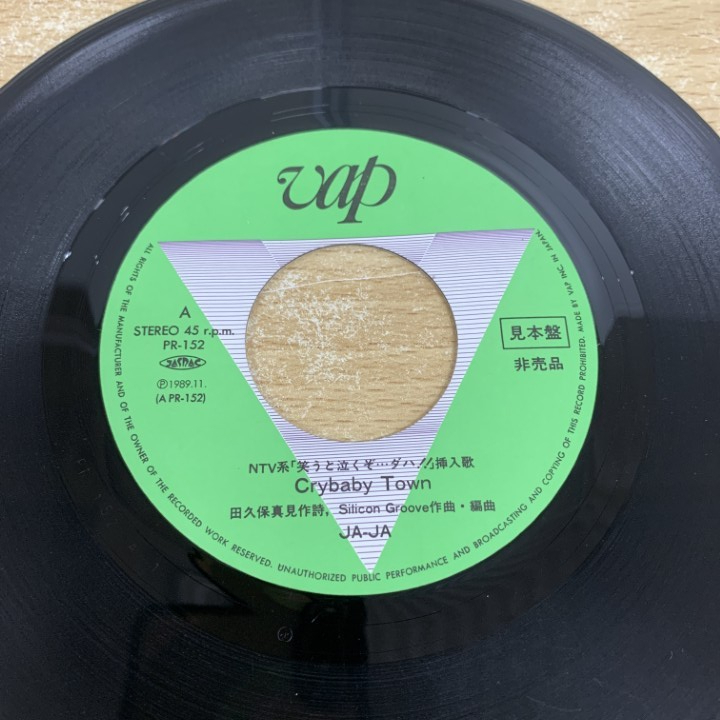 vap
A
STEREO 45 r.p.m.
PR-152
JASRAC
Ⓟ1989.11.
(A PR-152)
見本盤
非売品
NTV系「笑うと泣くぞ…ダハ 挿入歌
Crybaby Town
田久保真見作詩, Silicon Groove作曲・編曲
JA-JA
ALL RIGHTS OF THE MANUFACTURER AND OF THE OWNER OF THE RECORDED WORK RESERVED. UNAUTHORIZED PUBLIC PERFORMANCE AND BROADCASTING AND COPYING OF THIS RECORD PROHIBITED. MADE BY VAP INC. IN JAPAN.